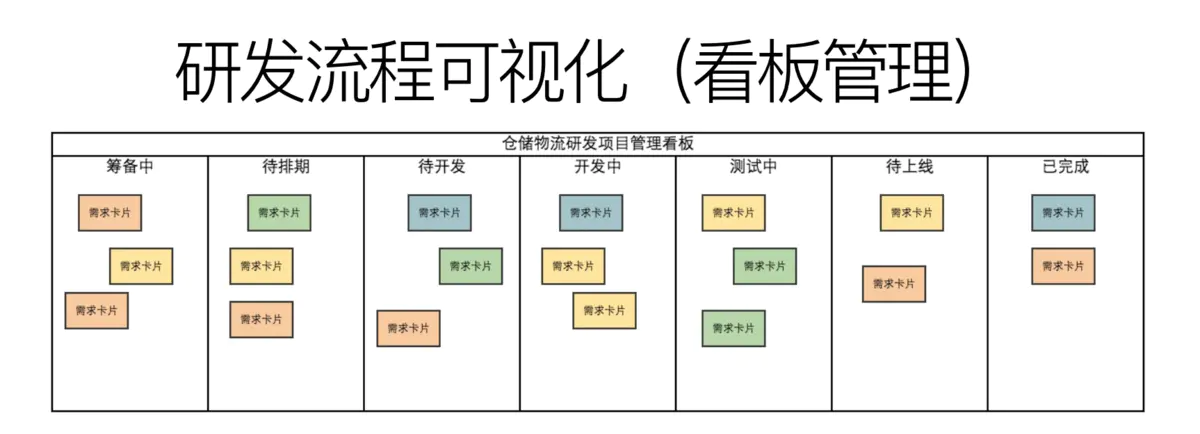 研发流程可视化（看板管理）
仓储物流研发项目管理看板
筹备中 待排期 待开发 开发中 测试中 待上线 已完成
需求卡片 需求卡片 需求卡片 需求卡片 需求卡片 需求卡片 需求卡片
需求卡片 需求卡片 需求卡片 需求卡片 需求卡片 需求卡片
需求卡片
需求卡片 需求卡片
需求卡片 需求卡片 需求卡片